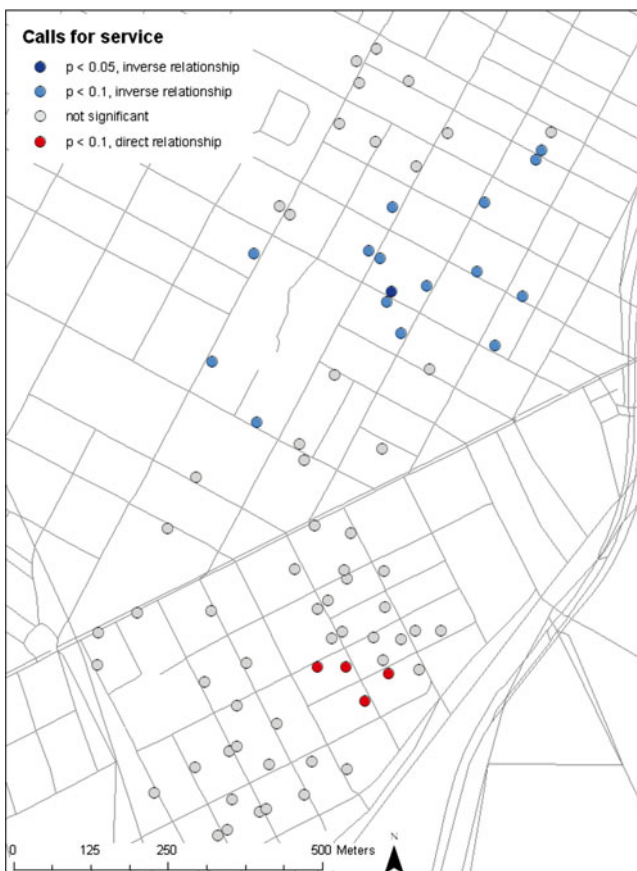 Calls for service
p < 0.05, inverse relationship
p < 0.1, inverse relationship
not significant
p < 0.1, direct relationship
0 125 250 500 Meters
N